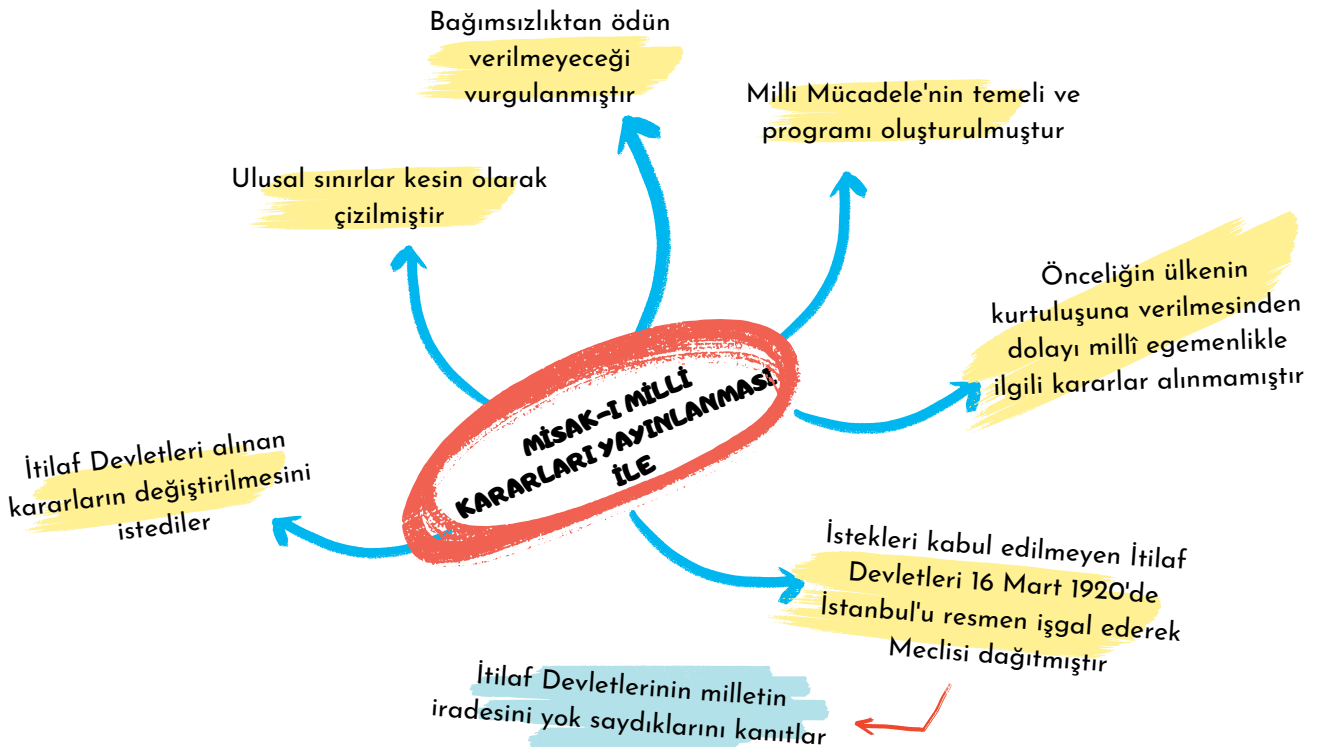 Bağımsızlıktan ödün
verilmeyeceği
vurgulanmıştır
Milli Mücadele'nin temeli ve
programı oluşturulmuştur
Ulusal sınırlar kesin olarak
çizilmiştir
Önceliğin ülkenin
kurtuluşuna verilmesinden
dolayı millî egemenlikle
ilgili kararlar alınmamıştır
MİSAK-I MİLLİ
KARARLARI YAYINLANMASI
İLE
İtilaf Devletleri alınan
kararların değiştirilmesini
istediler
İstekleri kabul edilmeyen İtilaf
Devletleri 16 Mart 1920'de
İstanbul'u resmen işgal ederek
Meclisi dağıtmıştır
İtilaf Devletlerinin milletin
iradesini yok saydıklarını kanıtlar